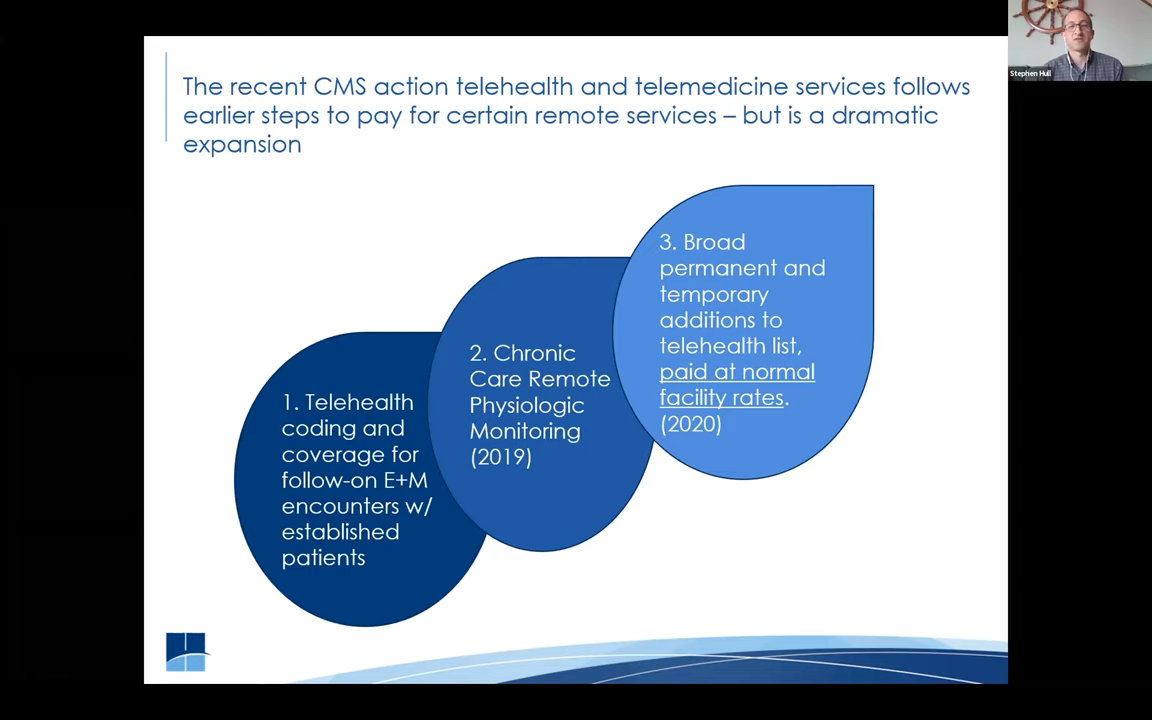 The recent CMS action telehealth and telemedicine services follows
earlier steps to pay for certain remote services – but is a dramatic
expansion
1. Telehealth
coding and
coverage for
follow-on E+M
encounters w/
established
patients
2. Chronic
Care Remote
Physiologic
Monitoring
(2019)
3. Broad
permanent and
temporary
additions to
telehealth list,
paid at normal
facility rates.
(2020)
Stephen Hull